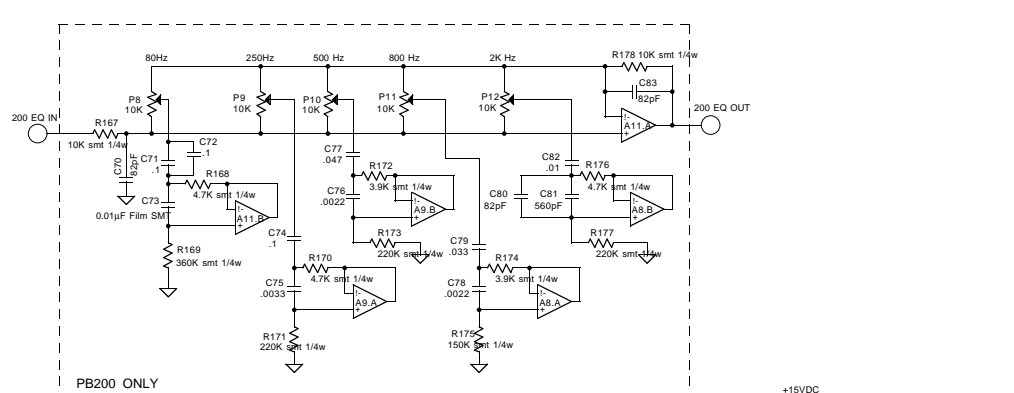 80Hz 250Hz 500 Hz 800 Hz 2K Hz
R178 10K smt 1/4w
C83
82pF
P8
10K
P9
10K
P10
10K
P11
10K
P12
10K
200 EQ IN
200 EQ OUT
!-
A11.A
+
R167
10K smt 1/4w
C70
82pF
C71
.1
C72
.1
C77
.047
C82
.01
R168
4.7K smt 1/4w
R172
3.9K smt 1/4w
R176
4.7K smt 1/4w
C73
0.01µF Film SMT
!-
A11.B
+
C76
.0022
!-
A9.B
+
C80
82pF
C81
560pF
!-
A8.B
+
R169
360K smt 1/4w
C74
.1
R173
220K smt 1/4w
C79
.033
R177
220K smt 1/4w
R170
4.7K smt 1/4w
R174
3.9K smt 1/4w
C75
.0033
!-
A9.A
+
C78
.0022
!-
A8.A
+
R171
220K smt 1/4w
R175
150K smt 1/4w
PB200 ONLY
+15VDC